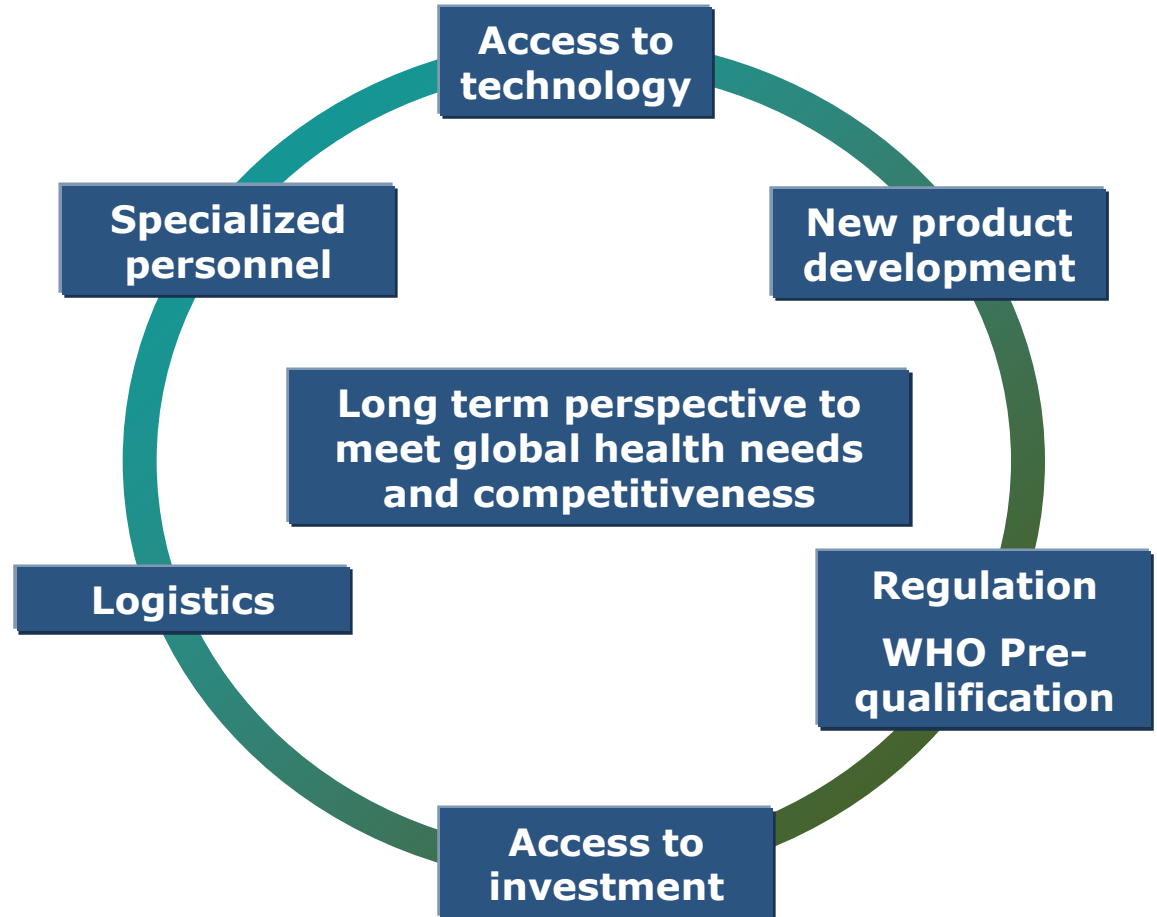 Access to
technology
Specialized
personnel
New product
development
Long term perspective to
meet global health needs
and competitiveness
Logistics
Regulation
WHO Pre-
qualification
Access to
investment